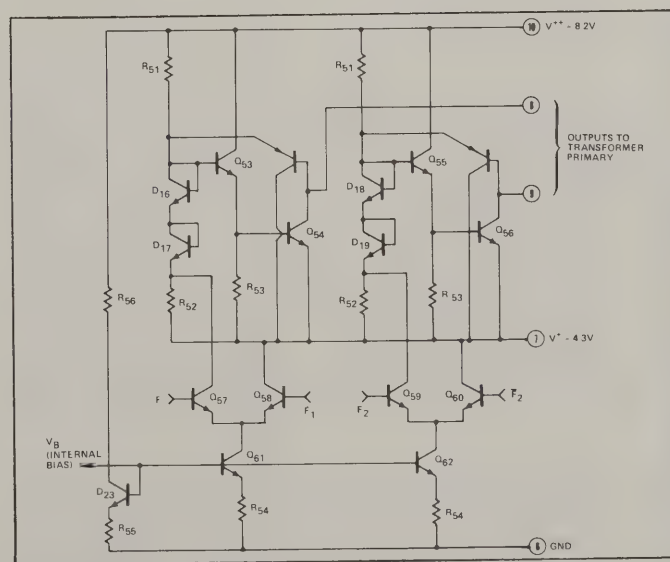 10 V++ - 8.2V
R51 R51
8
OUTPUTS TO
TRANSFORMER
PRIMARY
Q53 Q55
D16 D18
9
Q54 Q56
D17 D19
R56 R52 R53 R52 R53
7 V+ - 4.3V
F Q57 Q58 F̅1 F2 Q59 Q60 F̅2
VB
(INTERNAL
BIAS)
Q61 Q62
D23
R54 R54
R55
6 GND